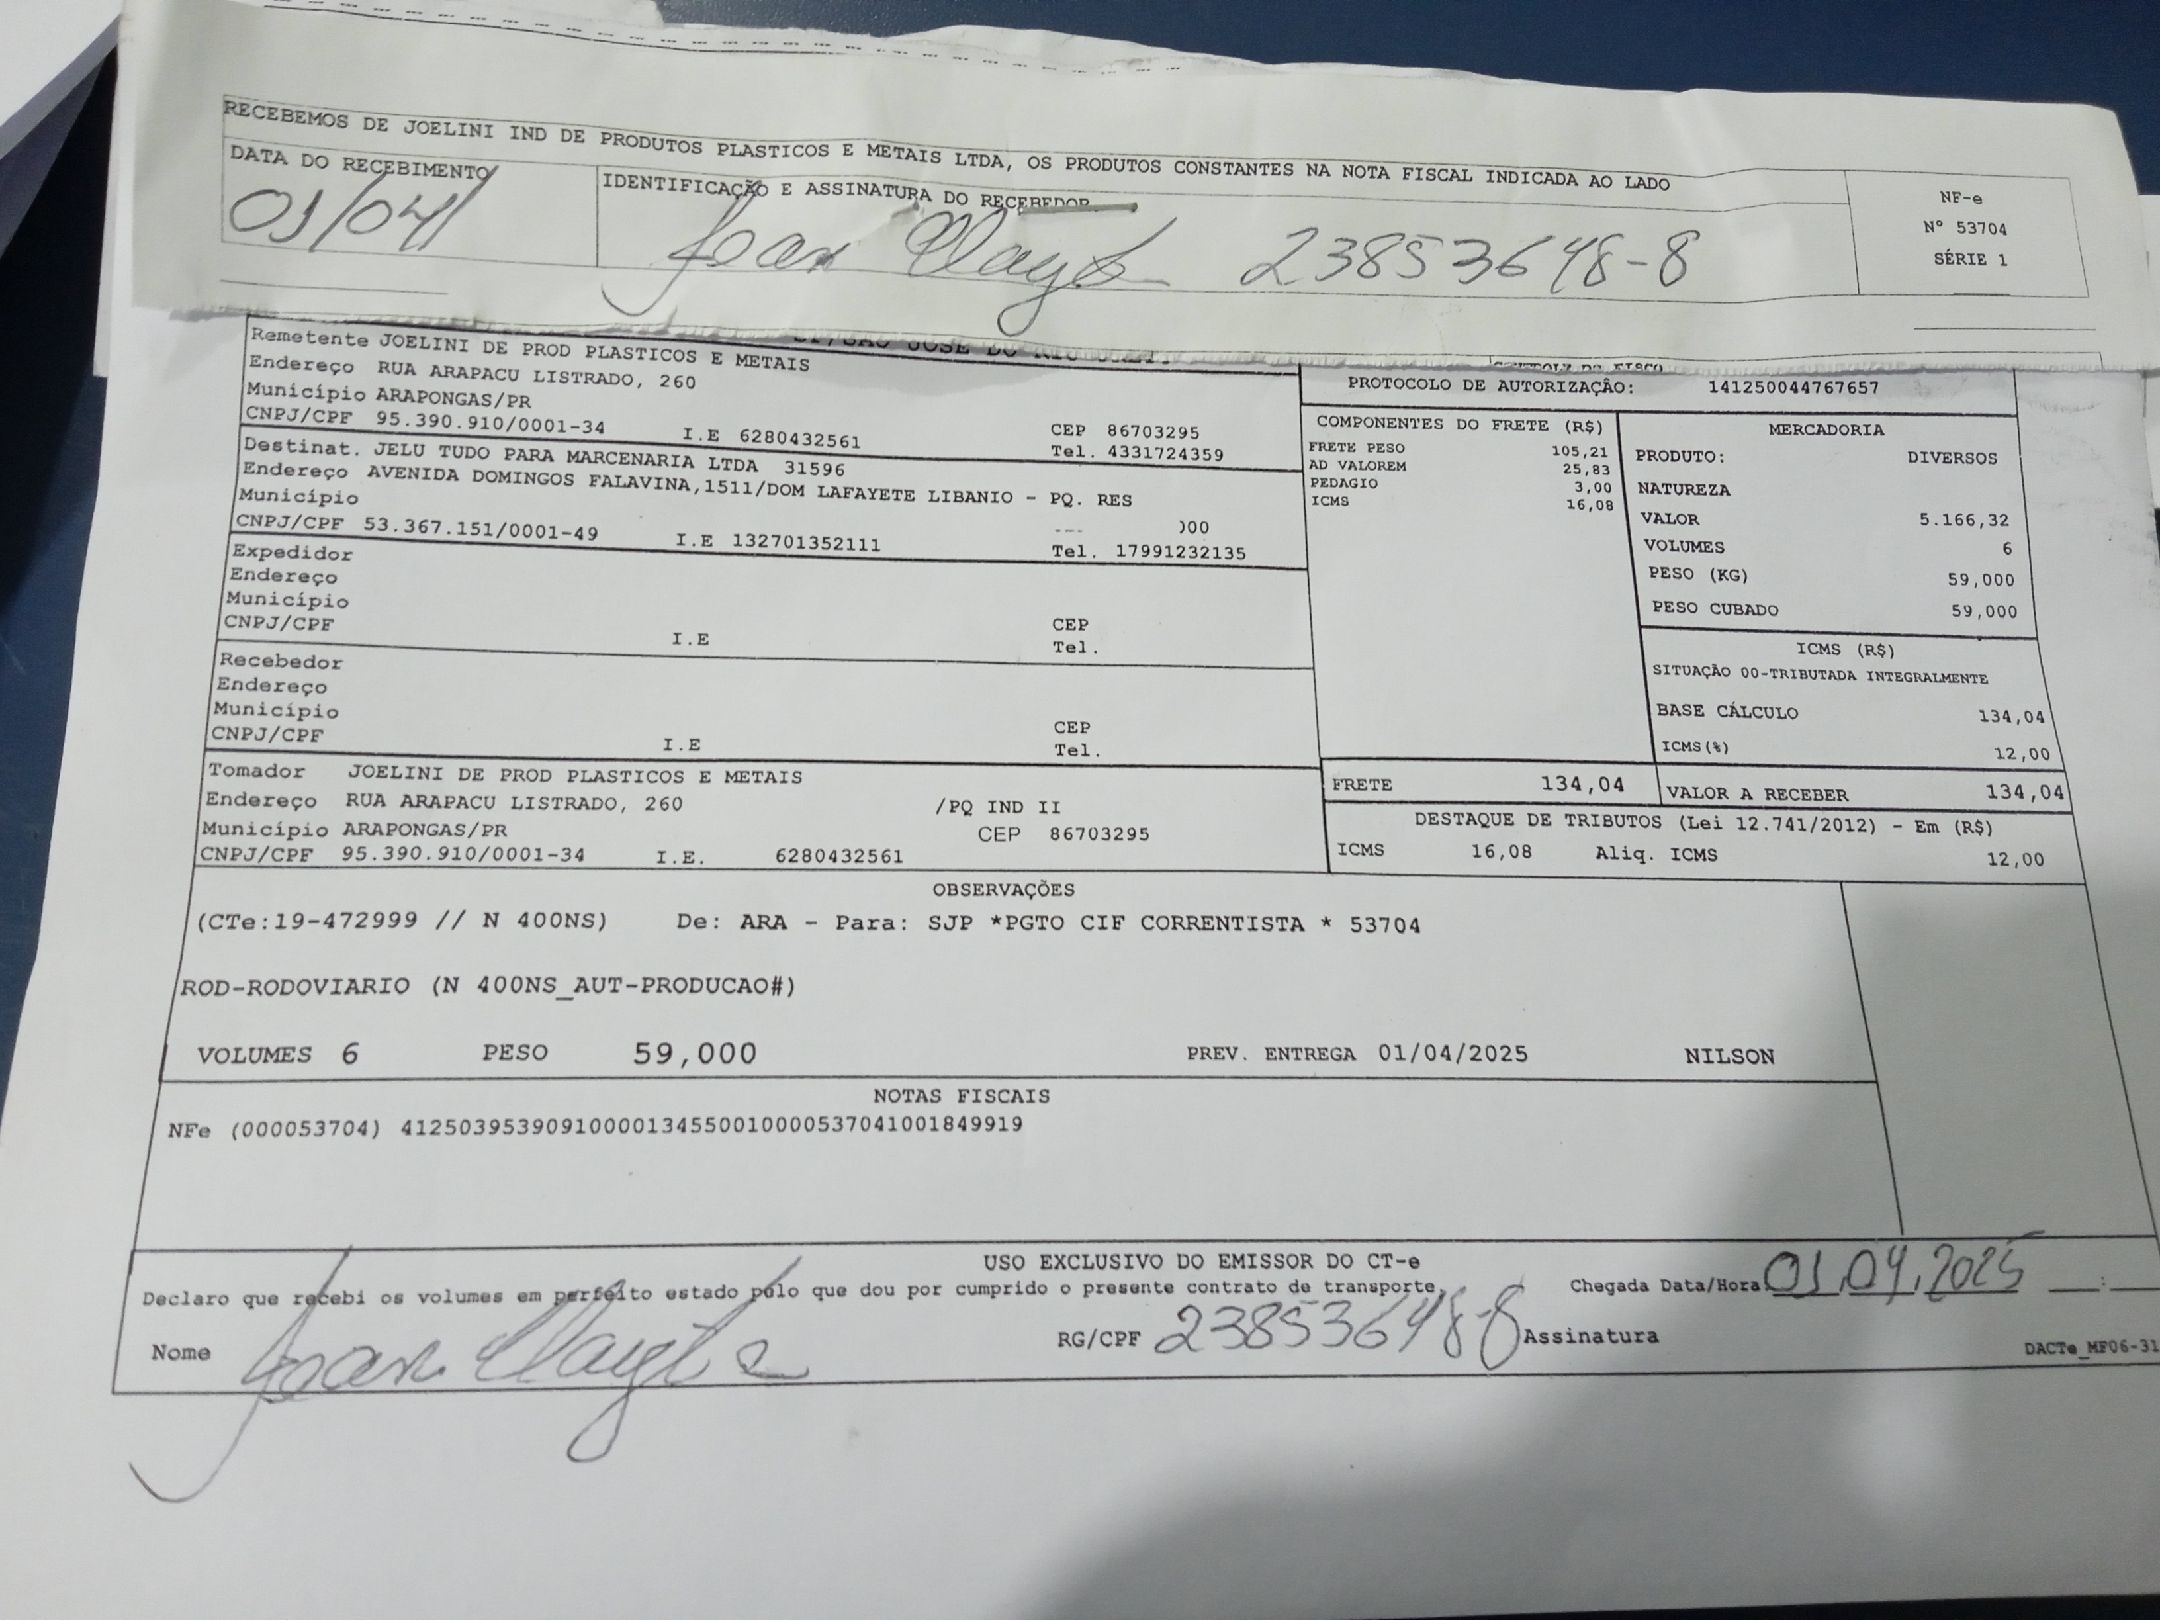 RECEBEMOS DE JOELINI IND DE PRODUTOS PLASTICOS E METAIS LTDA, OS PRODUTOS CONSTANTES NA NOTA FISCAL INDICADA AO LADO
DATA DO RECEBIMENTO
01/04/
IDENTIFICAÇÃO E ASSINATURA DO RECEBEDOR
Jean 23853648-8
NF-e
Nº 53704
SÉRIE 1
Remetente JOELINI DE PROD PLASTICOS E METAIS
Endereço RUA ARAPACU LISTRADO, 260
Município ARAPONGAS/PR
CNPJ/CPF 95.390.910/0001-34 I.E 6280432561
CEP 86703295
Tel. 4331724359
Destinat. JELU TUDO PARA MARCENARIA LTDA 31596
Endereço AVENIDA DOMINGOS FALAVINA,1511/DOM LAFAYETE LIBANIO - PQ. RES
Município
CNPJ/CPF 53.367.151/0001-49 I.E 132701352111
Tel. 17991232135
Expedidor
Endereço
Município
CNPJ/CPF I.E
CEP
Tel.
Recebedor
Endereço
Município
CNPJ/CPF I.E
CEP
Tel.
Tomador JOELINI DE PROD PLASTICOS E METAIS
Endereço RUA ARAPACU LISTRADO, 260 /PQ IND II
Município ARAPONGAS/PR CEP 86703295
CNPJ/CPF 95.390.910/0001-34 I.E. 6280432561
PROTOCOLO DE AUTORIZAÇÃO: 141250044767657
COMPONENTES DO FRETE (R$)
FRETE PESO 105,21
AD VALOREM 25,83
PEDAGIO 3,00
ICMS 16,08
MERCADORIA
PRODUTO: DIVERSOS
NATUREZA
VALOR 5.166,32
VOLUMES 6
PESO (KG) 59,000
PESO CUBADO 59,000
ICMS (R$)
SITUAÇÃO 00-TRIBUTADA INTEGRALMENTE
BASE CÁLCULO 134,04
ICMS(%) 12,00
FRETE 134,04 VALOR A RECEBER 134,04
DESTAQUE DE TRIBUTOS (Lei 12.741/2012) - Em (R$)
ICMS 16,08 Aliq. ICMS 12,00
OBSERVAÇÕES
(CTe:19-472999 // N 400NS) De: ARA - Para: SJP *PGTO CIF CORRENTISTA * 53704
ROD-RODOVIARIO (N 400NS_AUT-PRODUCAO#)
VOLUMES 6 PESO 59,000 PREV. ENTREGA 01/04/2025 NILSON
NOTAS FISCAIS
NFe (000053704) 41250395390910000134550010000537041001849919
USO EXCLUSIVO DO EMISSOR DO CT-e
Declaro que recebi os volumes em perfeito estado pelo que dou por cumprido o presente contrato de transporte. Chegada Data/Hora 01.04.2025 __:__
Nome Jean RG/CPF 23853648-8 Assinatura
DACTe_MF06-31